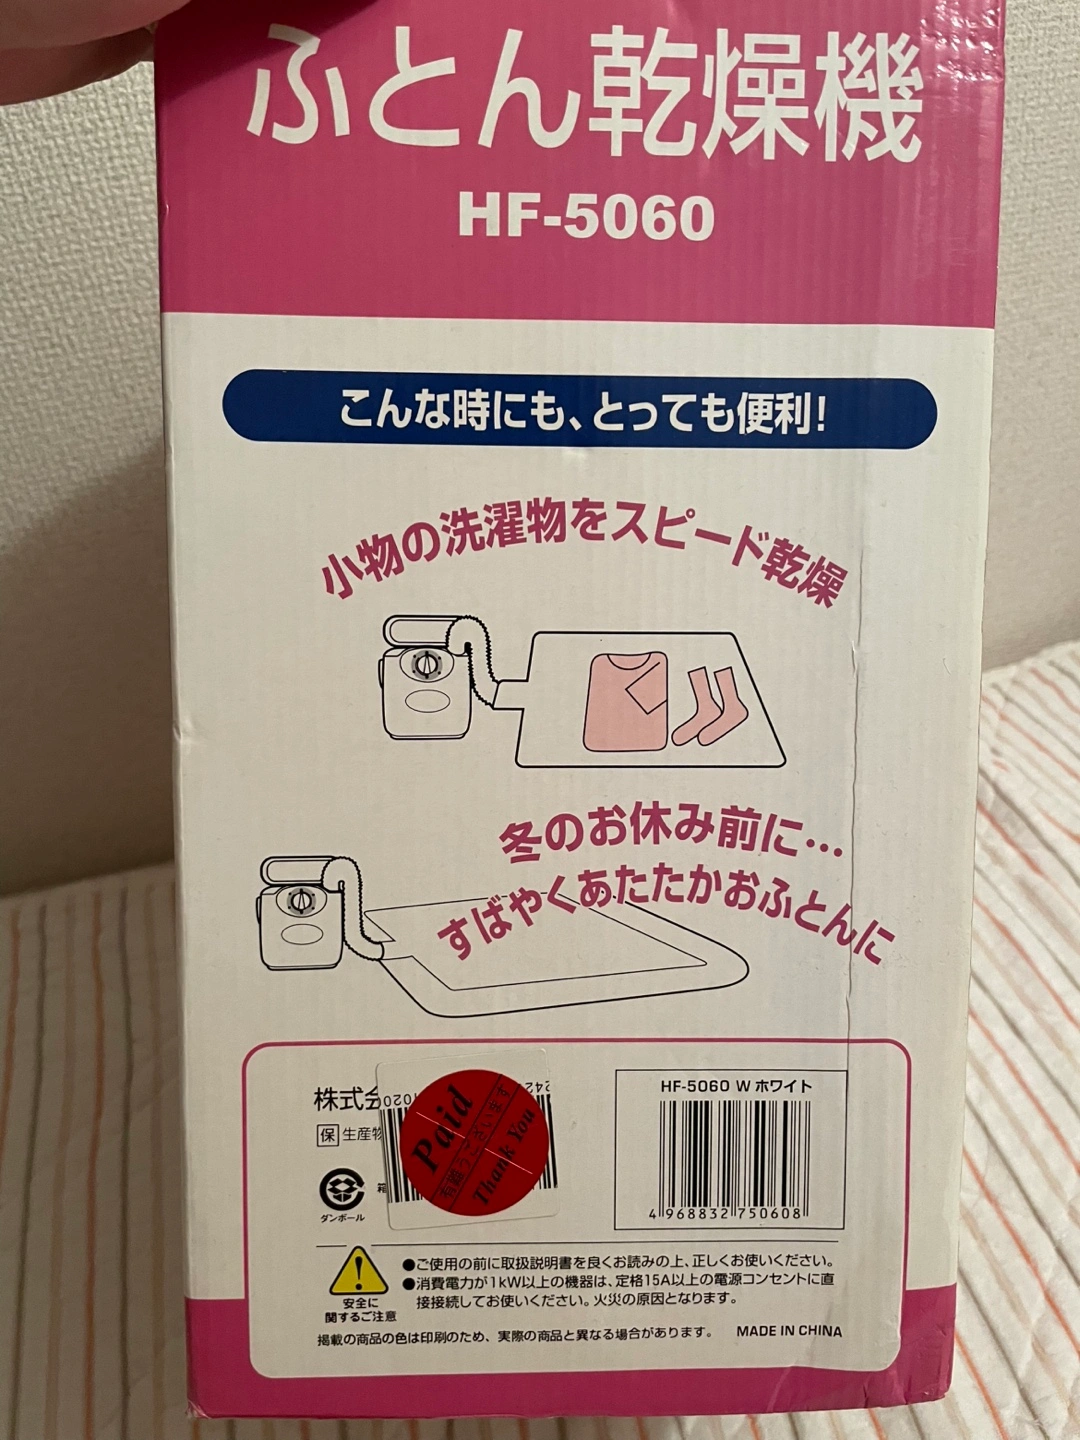 ふとん乾燥機
HF-5060
こんな時にも、とっても便利!
小物の洗濯物をスピード乾燥
冬のお休み前に…
すばやくあたたかおふとんに
株式会
保 生産物
ダンボール
箱
Paid
有難うございます
Thank You
HF-5060 W ホワイト
4 968832 750608
安全に
関するご注意
●ご使用の前に取扱説明書を良くお読みの上、正しくお使いください。
●消費電力が1kW以上の機器は、定格15A以上の電源コンセントに直
接接続してお使いください。火災の原因となります。
掲載の商品の色は印刷のため、実際の商品と異なる場合があります。 MADE IN CHINA